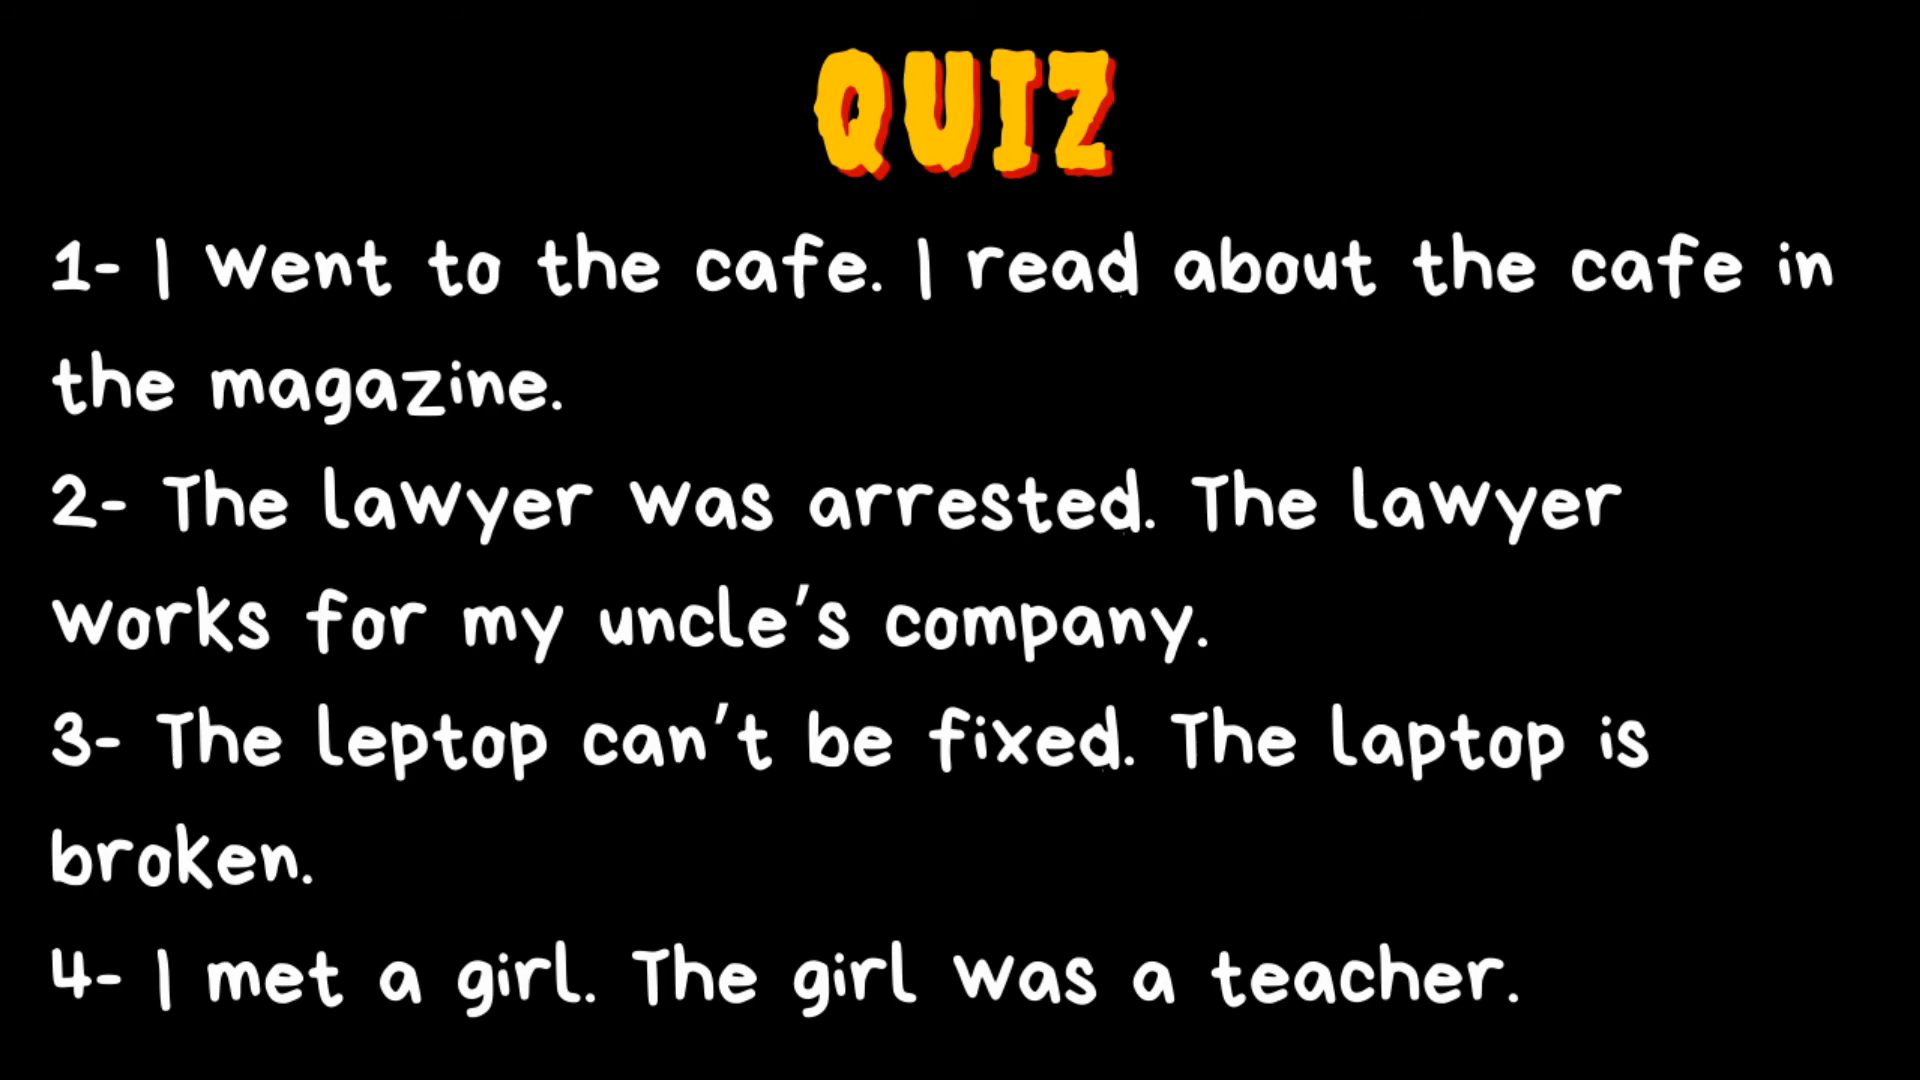 QUIZ
1- I went to the cafe. I read about the cafe in
the magazine.
2- The lawyer was arrested. The lawyer
works for my uncle's company.
3- The leptop can't be fixed. The laptop is
broken.
4- I met a girl. The girl was a teacher.